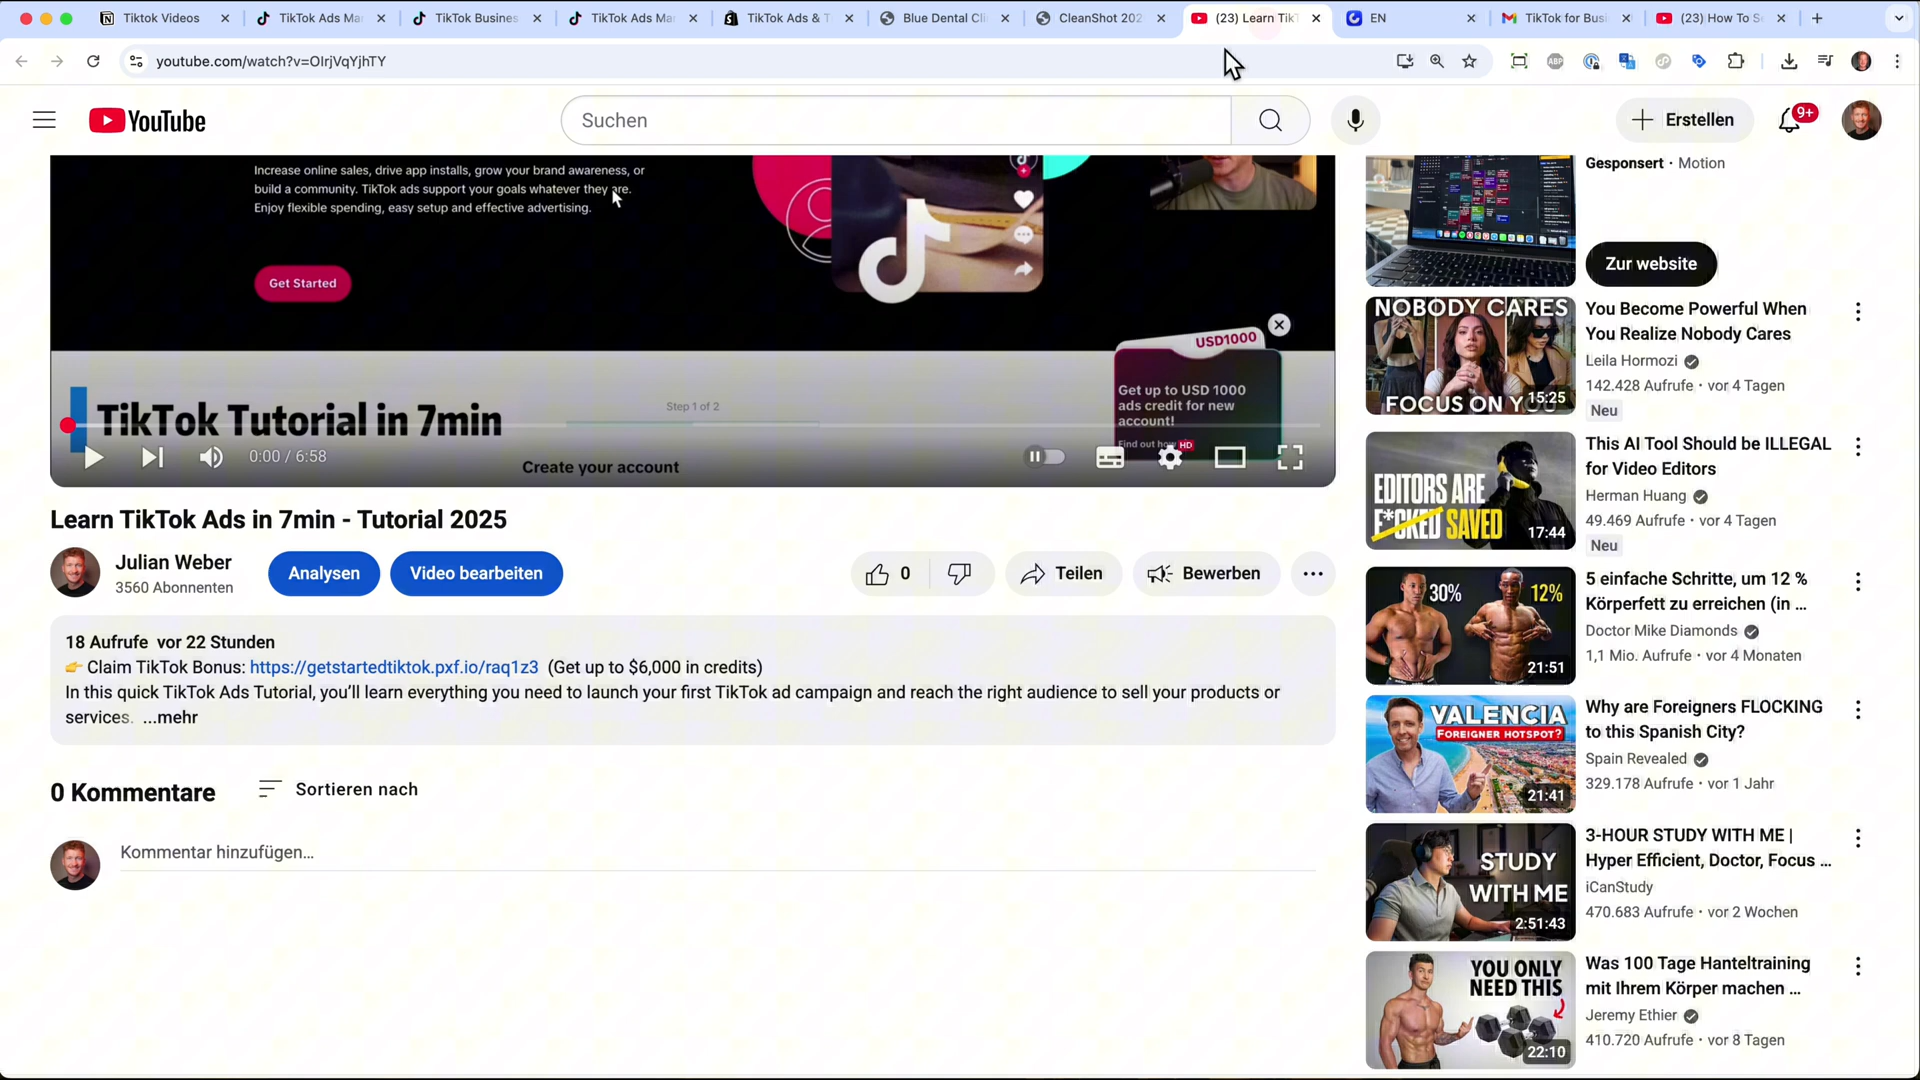 Tiktok Videos
TikTok Ads Ma
TikTok Busines
TikTok Ads Ma
TikTok Ads & T
Blue Dental Cli
CleanShot 202
(23) Learn TikT
EN
TikTok for Busi
(23) How To S
youtube.com/watch?v=OIrjVqYjhTY
ABP
YouTube
Suchen
Erstellen
9+
Increase online sales, drive app installs, grow your brand awareness, or
build a community. TikTok ads support your goals whatever they are.
Enjoy flexible spending, easy setup and effective advertising.
Get Started
USD1000
Get up to USD 1000
ads credit for new
account!
Find out how
HD
Step 1 of 2
TikTok Tutorial in 7min
0:00 / 6:58
Create your account
Learn TikTok Ads in 7min - Tutorial 2025
Julian Weber
3560 Abonnenten
Analysen
Video bearbeiten
0
Teilen
Bewerben
18 Aufrufe vor 22 Stunden
👉 Claim TikTok Bonus: https://getstartedtiktok.pxf.io/raq1z3 (Get up to $6,000 in credits)
In this quick TikTok Ads Tutorial, you'll learn everything you need to launch your first TikTok ad campaign and reach the right audience to sell your products or
services. ...mehr
0 Kommentare
Sortieren nach
Kommentar hinzufügen...
Gesponsert · Motion
Zur website
NOBODY CARES
FOCUS ON YOU
15:25
You Become Powerful When
You Realize Nobody Cares
Leila Hormozi
142.428 Aufrufe · vor 4 Tagen
Neu
EDITORS ARE
F*CKED SAVED
17:44
This AI Tool Should be ILLEGAL
for Video Editors
Herman Huang
49.469 Aufrufe · vor 4 Tagen
Neu
30%
12%
21:51
5 einfache Schritte, um 12 %
Körperfett zu erreichen (in ...
Doctor Mike Diamonds
1,1 Mio. Aufrufe · vor 4 Monaten
VALENCIA
FOREIGNER HOTSPOT?
21:41
Why are Foreigners FLOCKING
to this Spanish City?
Spain Revealed
329.178 Aufrufe · vor 1 Jahr
STUDY
WITH ME
2:51:43
3-HOUR STUDY WITH ME |
Hyper Efficient, Doctor, Focus ...
iCanStudy
470.683 Aufrufe · vor 2 Wochen
YOU ONLY
NEED THIS
22:10
Was 100 Tage Hanteltraining
mit Ihrem Körper machen ...
Jeremy Ethier
410.720 Aufrufe · vor 8 Tagen